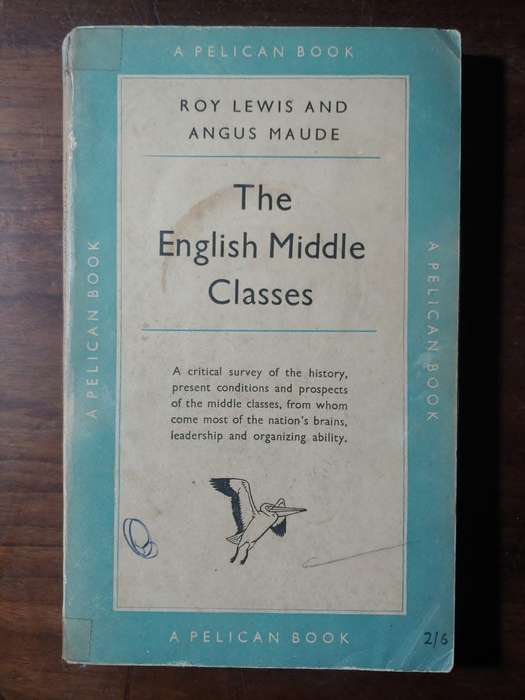 A PELICAN BOOK
ROY LEWIS AND
ANGUS MAUDE
The
English Middle
Classes
A critical survey of the history,
present conditions and prospects
of the middle classes, from whom
come most of the nation's brains,
leadership and organizing ability.
A PELICAN BOOK
A PELICAN BOOK
A PELICAN BOOK
2/6